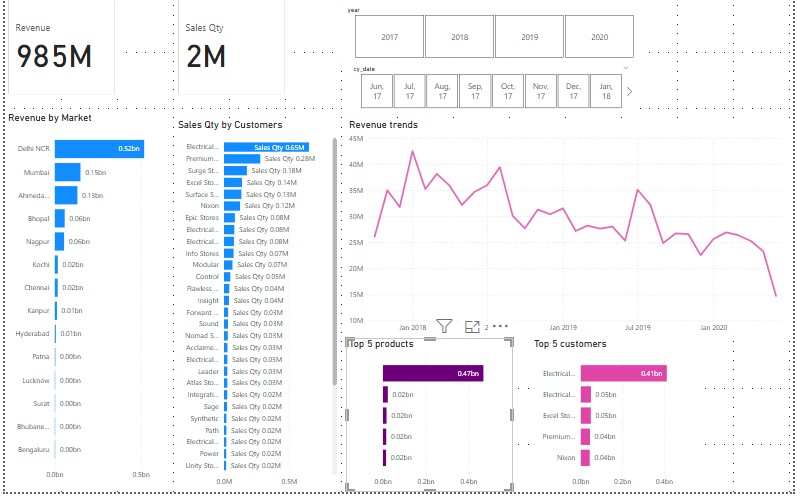 Revenue
985M
Sales Qty
2M
year
2017
2018
2019
2020
cy_date
Jun,
17
Jul,
17
Aug,
17
Sep,
17
Oct,
17
Nov,
17
Dec,
17
Jan,
18
Revenue by Market
Delhi NCR 0.52bn
Mumbai 0.15bn
Ahmeda... 0.13bn
Bhopal 0.06bn
Nagpur 0.06bn
Kochi 0.02bn
Chennai 0.02bn
Kanpur 0.01bn
Hyderabad 0.01bn
Patna 0.00bn
Lucknow 0.00bn
Surat 0.00bn
Bhubane... 0.00bn
Bengaluru 0.00bn
0.0bn 0.5bn
Sales Qty by Customers
Electrical... Sales Qty 0.65M
Premium... Sales Qty 0.28M
Surge St... Sales Qty 0.18M
Excel Sto... Sales Qty 0.14M
Surface S... Sales Qty 0.13M
Nixon Sales Qty 0.12M
Epic Stores Sales Qty 0.08M
Electrical... Sales Qty 0.08M
Electrical... Sales Qty 0.08M
Info Stores Sales Qty 0.07M
Modular Sales Qty 0.07M
Control Sales Qty 0.05M
Flawless ... Sales Qty 0.04M
Insight Sales Qty 0.04M
Forward ... Sales Qty 0.03M
Sound Sales Qty 0.03M
Nomad S... Sales Qty 0.03M
Acclaime... Sales Qty 0.03M
Electrical... Sales Qty 0.03M
Leader Sales Qty 0.03M
Atlas Sto... Sales Qty 0.03M
Integrati... Sales Qty 0.02M
Sage Sales Qty 0.02M
Synthetic Sales Qty 0.02M
Path Sales Qty 0.02M
Electrical... Sales Qty 0.02M
Power Sales Qty 0.02M
Unity Sto... Sales Qty 0.02M
0.0M 0.5M
Revenue trends
45M
40M
35M
30M
25M
20M
15M
10M
Jan 2018 Jan 2019 Jul 2019 Jan 2020
Top 5 products
0.47bn
0.02bn
0.02bn
0.02bn
0.02bn
0.0bn 0.2bn 0.4bn
Top 5 customers
Electrical... 0.41bn
Electrical... 0.05bn
Excel Sto... 0.05bn
Premium... 0.04bn
Nixon 0.04bn
0.0bn 0.2bn 0.4bn